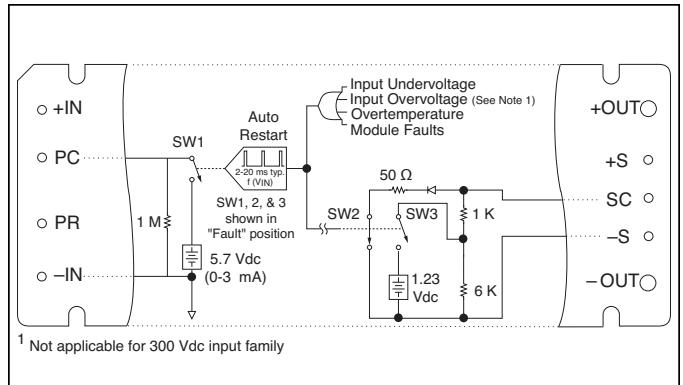 +IN
PC
PR
–IN
1 M
SW1
5.7 Vdc
(0-3 mA)
Auto
Restart
2-20 ms typ.
f (VIN)
SW1, 2, & 3
shown in
"Fault" position
Input Undervoltage
Input Overvoltage (See Note 1)
Overtemperature
Module Faults
50 Ω
SW2
SW3
1 K
1.23
Vdc
6 K
+OUT
+S
SC
–S
–OUT
1 Not applicable for 300 Vdc input family